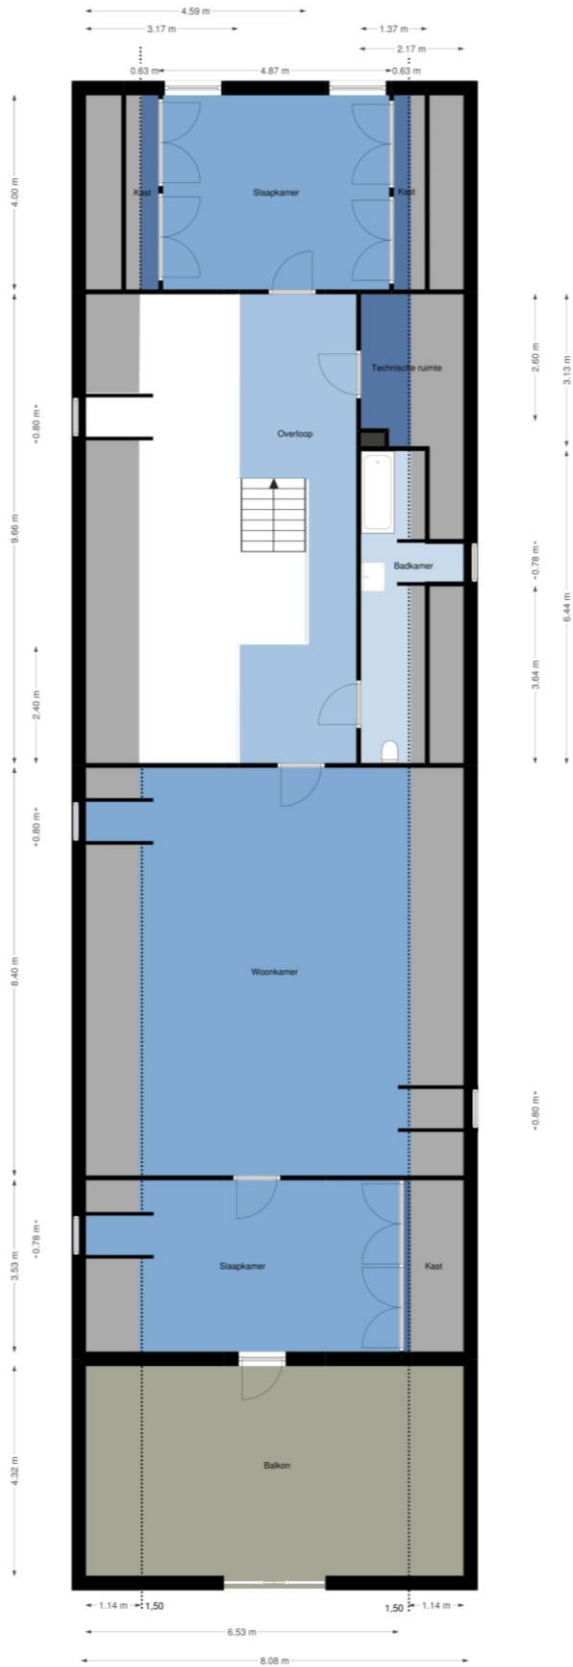 4.59 m
3.17 m
1.37 m
2.17 m
0.63 m
4.87 m
0.63 m
4.00 m
Kast
Slaapkamer
Kast
9.66 m
0.80 m
2.60 m
3.13 m
Technische ruimte
Overloop
Badkamer
0.78 m
6.44 m
3.64 m
2.40 m
8.40 m
0.80 m
Woonkamer
0.80 m
3.53 m
0.78 m
Slaapkamer
Kast
4.32 m
Balkon
1.14 m
1,50
1,50
1.14 m
6.53 m
8.08 m